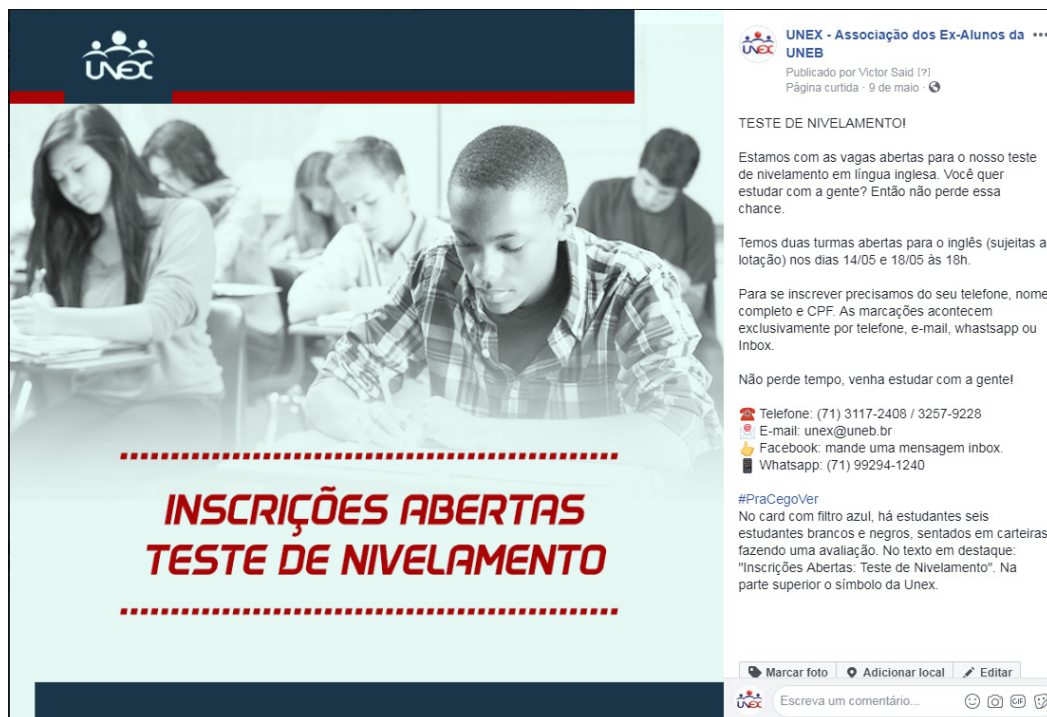 UNEX
INSCRIÇÕES ABERTAS
TESTE DE NIVELAMENTO
UNEX - Associação dos Ex-Alunos da
UNEB
Publicado por Victor Said [?]
Página curtida · 9 de maio ·
TESTE DE NIVELAMENTO!
Estamos com as vagas abertas para o nosso teste
de nivelamento em língua inglesa. Você quer
estudar com a gente? Então não perde essa
chance.
Temos duas turmas abertas para o inglês (sujeitas a
lotação) nos dias 14/05 e 18/05 às 18h.
Para se inscrever precisamos do seu telefone, nome
completo e CPF. As marcações acontecem
exclusivamente por telefone, e-mail, whastsapp ou
Inbox.
Não perde tempo, venha estudar com a gente!
Telefone: (71) 3117-2408 / 3257-9228
E-mail: unex@uneb.br
Facebook: mande uma mensagem inbox.
Whatsapp: (71) 99294-1240
#PraCegoVer
No card com filtro azul, há estudantes seis
estudantes brancos e negros, sentados em carteiras
fazendo uma avaliação. No texto em destaque:
"Inscrições Abertas: Teste de Nivelamento". Na
parte superior o símbolo da Unex.
Marcar foto Adicionar local Editar
UNEX Escreva um comentário... GIF